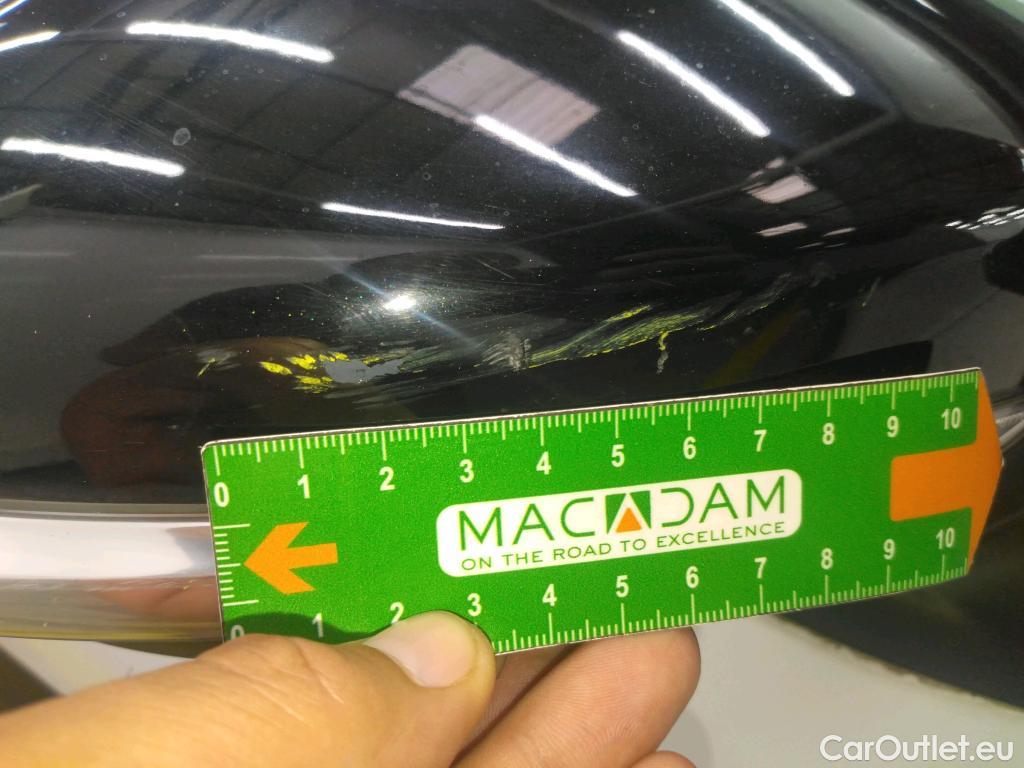 0 1 2 3 4 5 6 7 8 9 10
MACADAM
ON THE ROAD TO EXCELLENCE
0 1 2 3 4 5 6 7 8 9 10
CarOutlet.eu